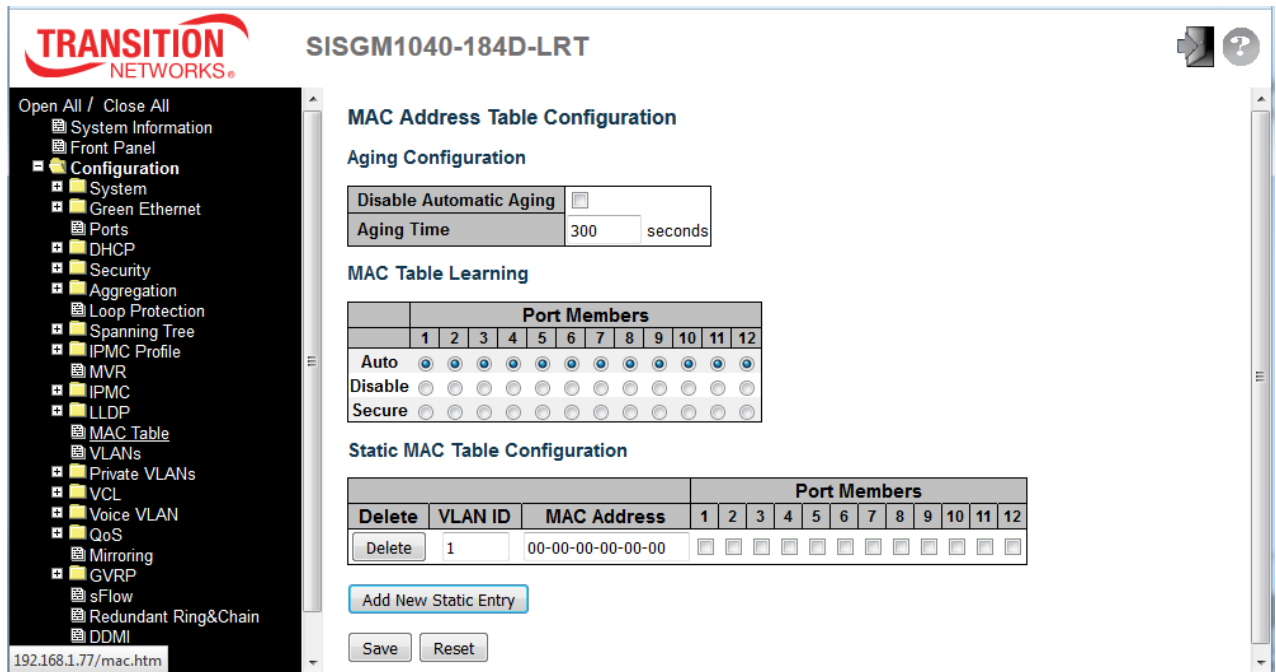 TRANSITION
NETWORKS®
SISGM1040-184D-LRT
?
Open All / Close All
System Information
Front Panel
Configuration
System
Green Ethernet
Ports
DHCP
Security
Aggregation
Loop Protection
Spanning Tree
IPMC Profile
MVR
IPMC
LLDP
MAC Table
VLANs
Private VLANs
VCL
Voice VLAN
QoS
Mirroring
GVRP
sFlow
Redundant Ring&Chain
DDMI
192.168.1.77/mac.htm
MAC Address Table Configuration
Aging Configuration
Disable Automatic Aging
Aging Time 300 seconds
MAC Table Learning
Port Members
1 2 3 4 5 6 7 8 9 10 11 12
Auto
Disable
Secure
Static MAC Table Configuration
Port Members
Delete VLAN ID MAC Address 1 2 3 4 5 6 7 8 9 10 11 12
Delete 1 00-00-00-00-00-00
Add New Static Entry
Save Reset